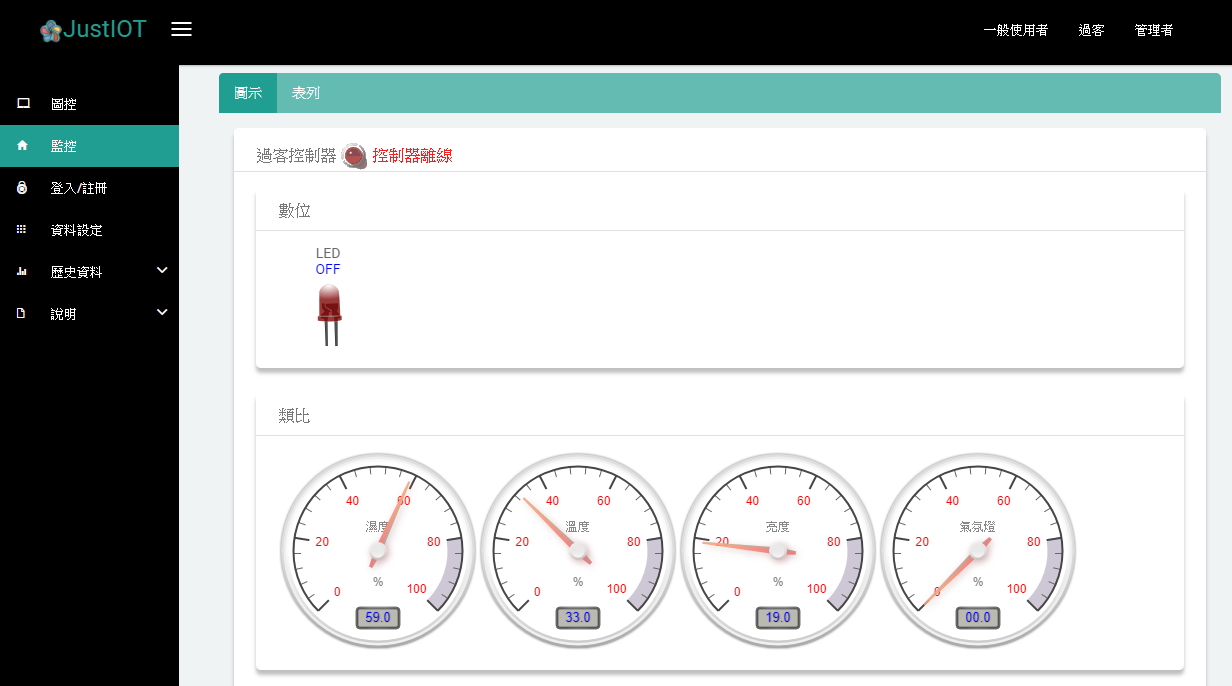 JustIOT
一般使用者 過客 管理者
圖控
監控
登入/註冊
資料設定
歷史資料
說明
圖示 表列
過客控制器 控制器離線
數位
LED
OFF
類比
0 20 40 60 80 100
濕度
%
59.0
0 20 40 60 80 100
溫度
%
33.0
0 20 40 60 80 100
亮度
%
19.0
0 20 40 60 80 100
氣氛燈
%
00.0